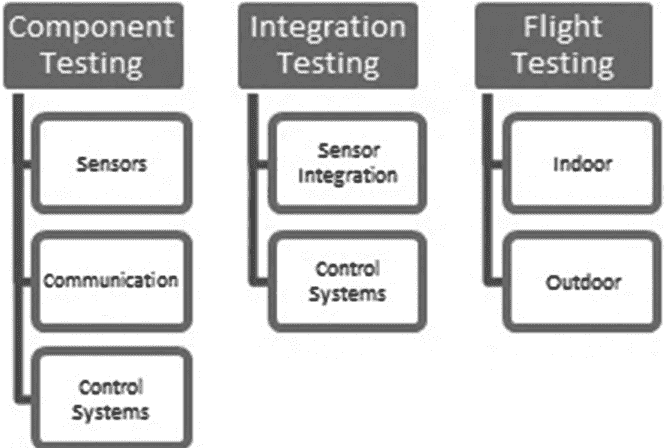 Component
Testing
Sensors
Communication
Control
Systems
Integration
Testing
Sensor
Integration
Control
Systems
Flight
Testing
Indoor
Outdoor